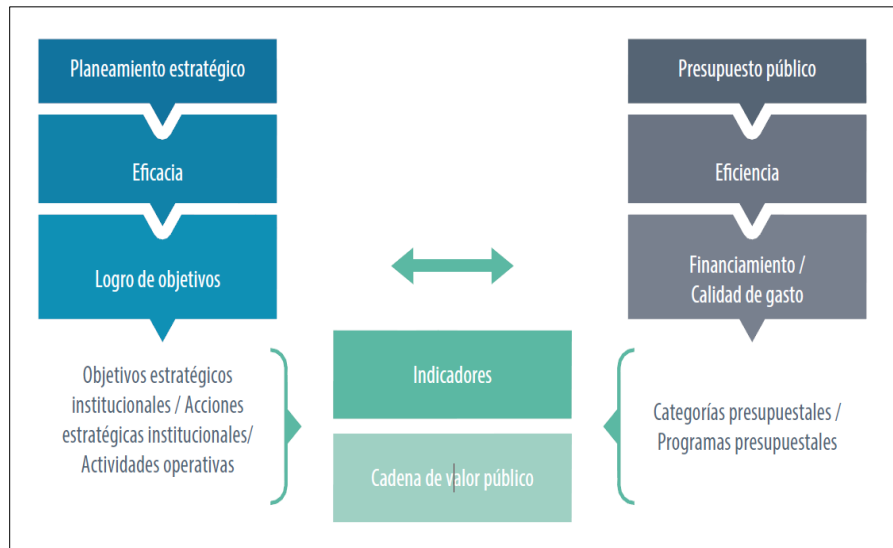 Planeamiento estratégico
Eficacia
Logro de objetivos
Objetivos estratégicos
institucionales / Acciones
estratégicas institucionales/
Actividades operativas
Indicadores
Cadena de valor público
Presupuesto público
Eficiencia
Financiamiento /
Calidad de gasto
Categorías presupuestales /
Programas presupuestales